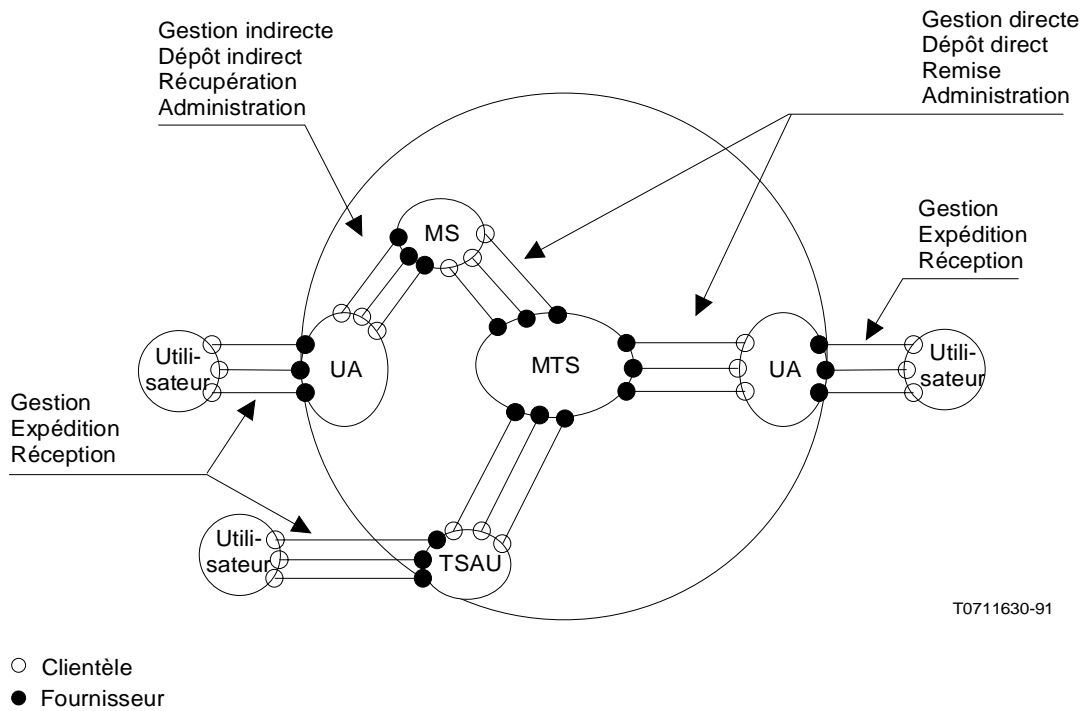 Gestion indirecte
Dépôt indirect
Récupération
Administration
Gestion directe
Dépôt direct
Remise
Administration
Gestion
Expédition
Réception
MS
Utili-
sateur
UA
MTS
UA
Utili-
sateur
Gestion
Expédition
Réception
Utili-
sateur
TSAU
T0711630-91
Clientèle
Fournisseur